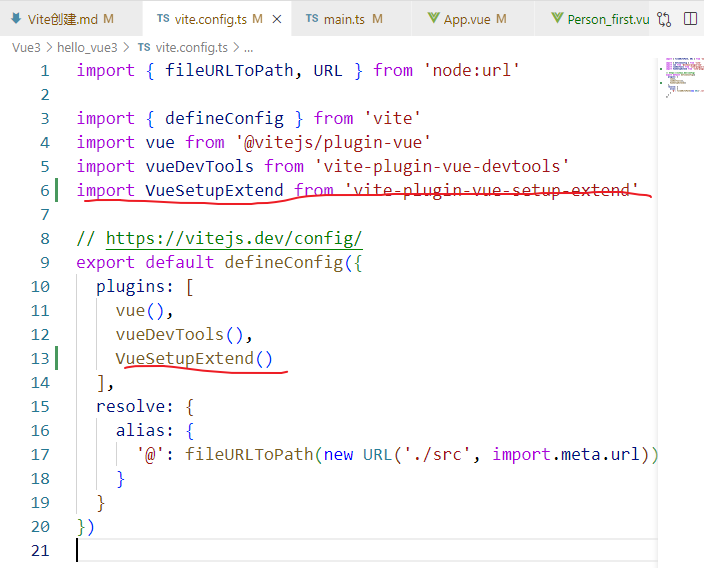 Vite创建.md M
TS vite.config.ts M ×
TS main.ts M
App.vue M
Person_first.vu
Vue3 > hello_vue3 > TS vite.config.ts > ...
1 import { fileURLToPath, URL } from 'node:url'
2
3 import { defineConfig } from 'vite'
4 import vue from '@vitejs/plugin-vue'
5 import vueDevTools from 'vite-plugin-vue-devtools'
6 import VueSetupExtend from 'vite-plugin-vue-setup-extend'
7
8 // https://vitejs.dev/config/
9 export default defineConfig({
10 plugins: [
11 vue(),
12 vueDevTools(),
13 VueSetupExtend()
14 ],
15 resolve: {
16 alias: {
17 '@': fileURLToPath(new URL('./src', import.meta.url))
18 }
19 }
20 })
21